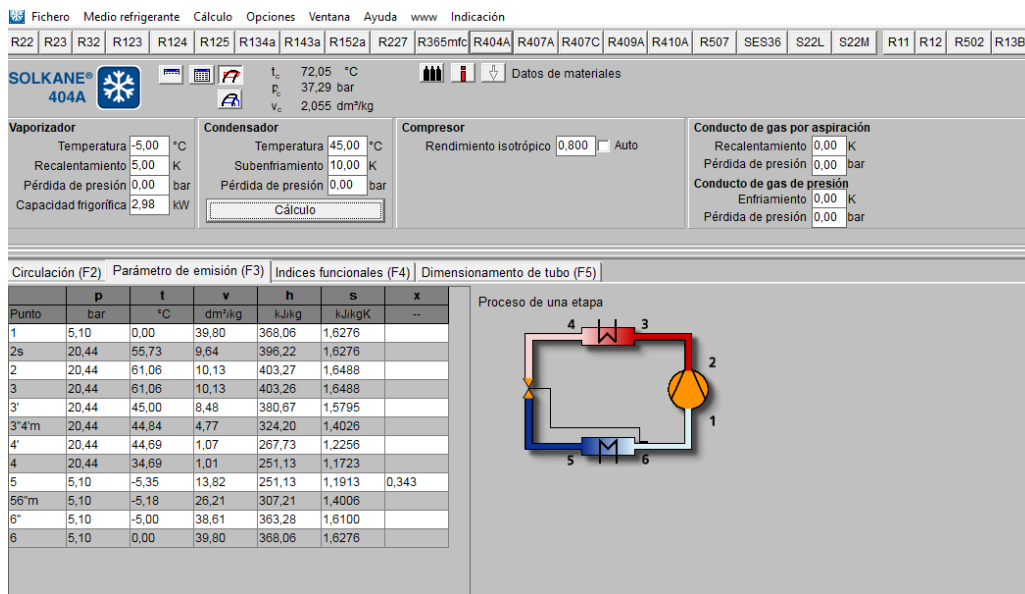 Fichero Medio refrigerante Cálculo Opciones Ventana Ayuda www Indicación
R22 R23 R32 R123 R124 R125 R134a R143a R152a R227 R365mfc R404A R407A R407C R409A R410A R507 SES36 S22L S22M R11 R12 R502 R13B
SOLKANE®
404A
tc 72,05 °C
pc 37,29 bar
vc 2,055 dm³/kg
Datos de materiales
Vaporizador
Temperatura -5,00 °C
Recalentamiento 5,00 K
Pérdida de presión 0,00 bar
Capacidad frigorífica 2,98 kW
Condensador
Temperatura 45,00 °C
Subenfriamiento 10,00 K
Pérdida de presión 0,00 bar
Cálculo
Compresor
Rendimiento isotrópico 0,800 Auto
Conducto de gas por aspiración
Recalentamiento 0,00 K
Pérdida de presión 0,00 bar
Conducto de gas de presión
Enfriamiento 0,00 K
Pérdida de presión 0,00 bar
Circulación (F2) Parámetro de emisión (F3) Indices funcionales (F4) Dimensionamento de tubo (F5)
p t v h s x
Punto bar °C dm³/kg kJ/kg kJ/kgK --
1 5,10 0,00 39,80 368,06 1,6276
2s 20,44 55,73 9,64 396,22 1,6276
2 20,44 61,06 10,13 403,27 1,6488
3 20,44 61,06 10,13 403,26 1,6488
3' 20,44 45,00 8,48 380,67 1,5795
3"4'm 20,44 44,84 4,77 324,20 1,4026
4' 20,44 44,69 1,07 267,73 1,2256
4 20,44 34,69 1,01 251,13 1,1723
5 5,10 -5,35 13,82 251,13 1,1913 0,343
56"m 5,10 -5,18 26,21 307,21 1,4006
6" 5,10 -5,00 38,61 363,28 1,6100
6 5,10 0,00 39,80 368,06 1,6276
Proceso de una etapa
4 3
2
1
5 6